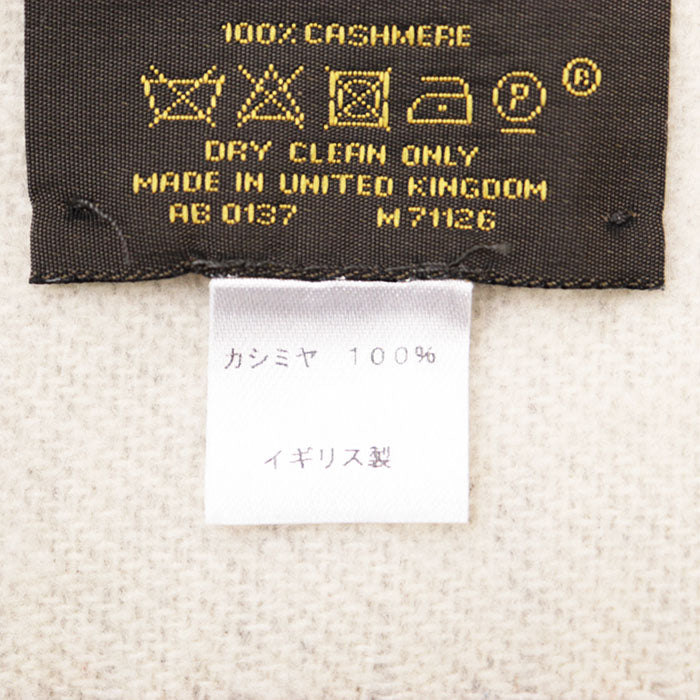 100% CASHMERE
P ®
DRY CLEAN ONLY
MADE IN UNITED KINGDOM
AB 0137 M 71126
カシミヤ 100%
イギリス製